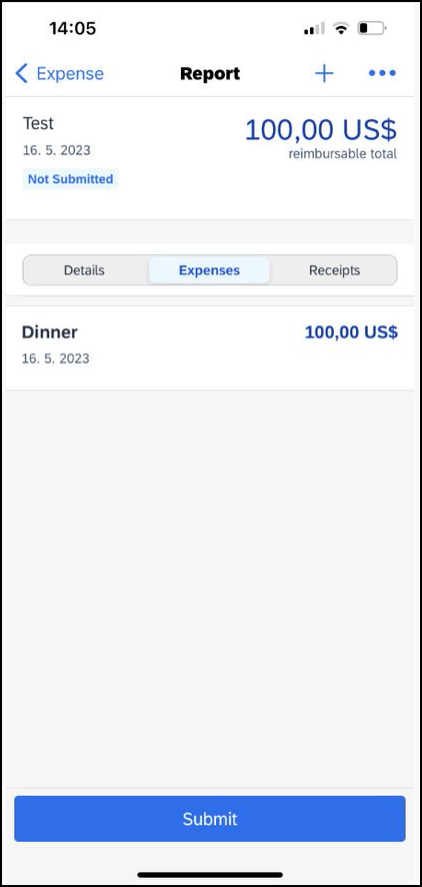 14:05
Expense Report
Test 100,00 US$
16. 5. 2023 reimbursable total
Not Submitted
Details Expenses Receipts
Dinner 100,00 US$
16. 5. 2023
Submit